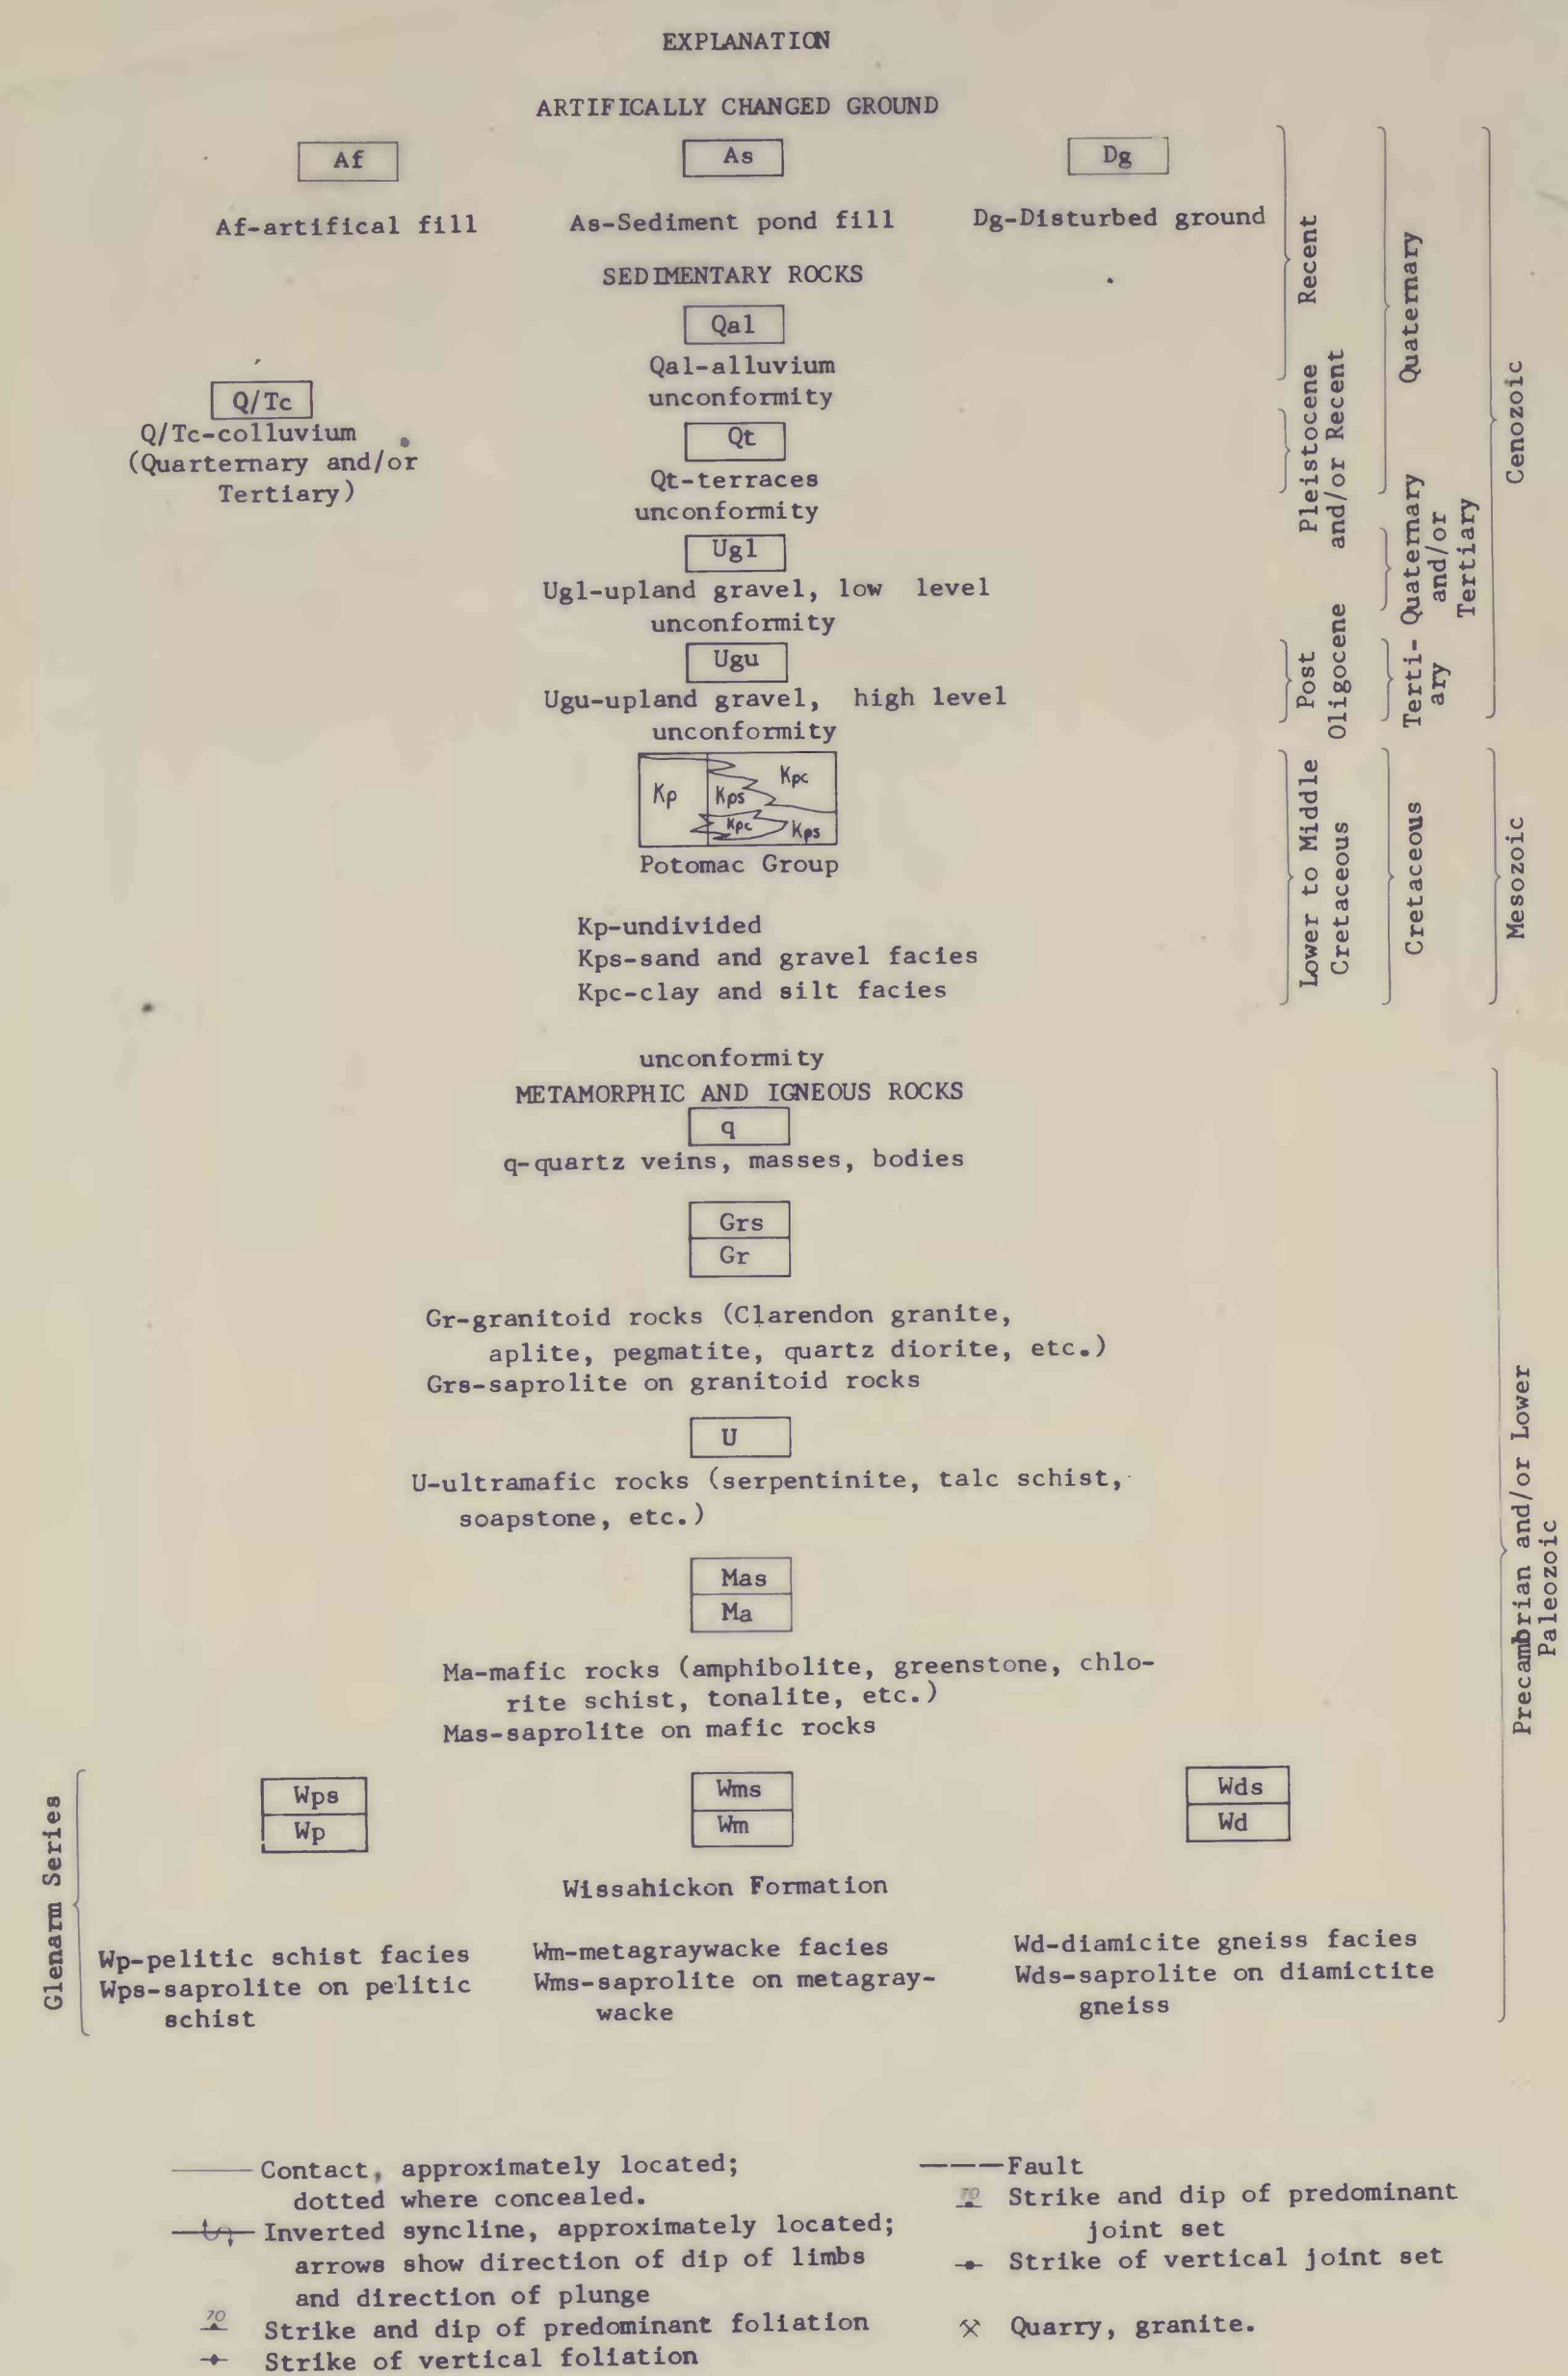 EXPLANATION
ARTIFICALLY CHANGED GROUND
Af
As
Dg
Af-artifical fill
As-Sediment pond fill
Dg-Disturbed ground
SEDIMENTARY ROCKS
Qal
Qal-alluvium
unconformity
Q/Tc
Q/Tc-colluvium
(Quarternary and/or
Tertiary)
Qt
Qt-terraces
unconformity
Ugl
Ugl-upland gravel, low level
unconformity
Ugu
Ugu-upland gravel, high level
unconformity
Kp
Kps
Kpc
Kpc
Kps
Potomac Group
Kp-undivided
Kps-sand and gravel facies
Kpc-clay and silt facies
unconformity
Recent
Pleistocene
and/or Recent
Post
Oligocene
Lower to Middle
Cretaceous
Quaternary
Quaternary
and/or
Tertiary
Terti-
ary
Cretaceous
Cenozoic
Mesozoic
METAMORPHIC AND IGNEOUS ROCKS
q
q-quartz veins, masses, bodies
Grs
Gr
Gr-granitoid rocks (Clarendon granite,
aplite, pegmatite, quartz diorite, etc.)
Grs-saprolite on granitoid rocks
U
U-ultramafic rocks (serpentinite, talc schist,
soapstone, etc.)
Mas
Ma
Ma-mafic rocks (amphibolite, greenstone, chlo-
rite schist, tonalite, etc.)
Mas-saprolite on mafic rocks
Precambrian and/or Lower
Paleozoic
Glenarm Series
Wps
Wp
Wms
Wm
Wds
Wd
Wissahickon Formation
Wp-pelitic schist facies
Wps-saprolite on pelitic
schist
Wm-metagraywacke facies
Wms-saprolite on metagray-
wacke
Wd-diamicite gneiss facies
Wds-saprolite on diamictite
gneiss
Contact, approximately located;
dotted where concealed.
Inverted syncline, approximately located;
arrows show direction of dip of limbs
and direction of plunge
70
Strike and dip of predominant foliation
Strike of vertical foliation
Fault
70
Strike and dip of predominant
joint set
Strike of vertical joint set
Quarry, granite.